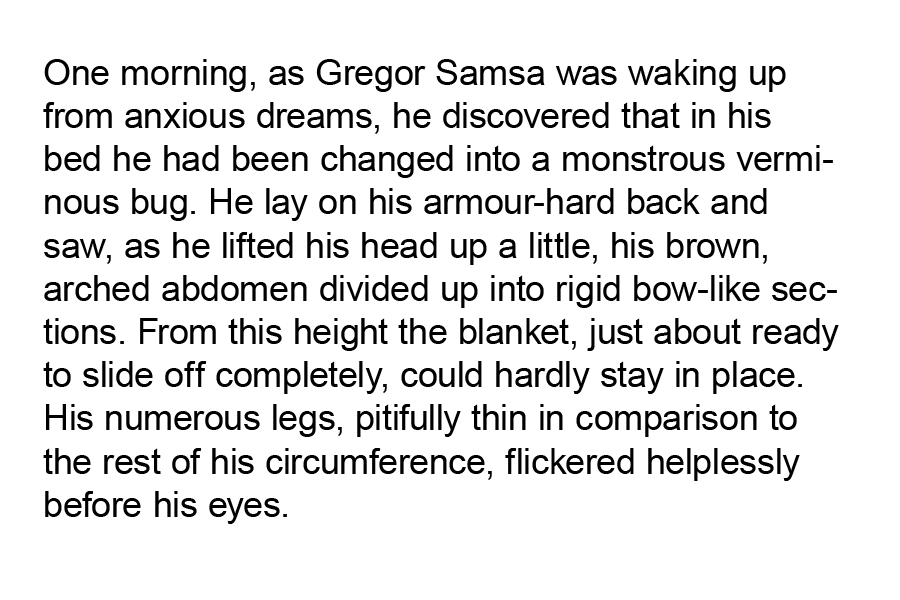 One morning, as Gregor Samsa was waking up
from anxious dreams, he discovered that in his
bed he had been changed into a monstrous vermi-
nous bug. He lay on his armour-hard back and
saw, as he lifted his head up a little, his brown,
arched abdomen divided up into rigid bow-like sec-
tions. From this height the blanket, just about ready
to slide off completely, could hardly stay in place.
His numerous legs, pitifully thin in comparison to
the rest of his circumference, flickered helplessly
before his eyes.